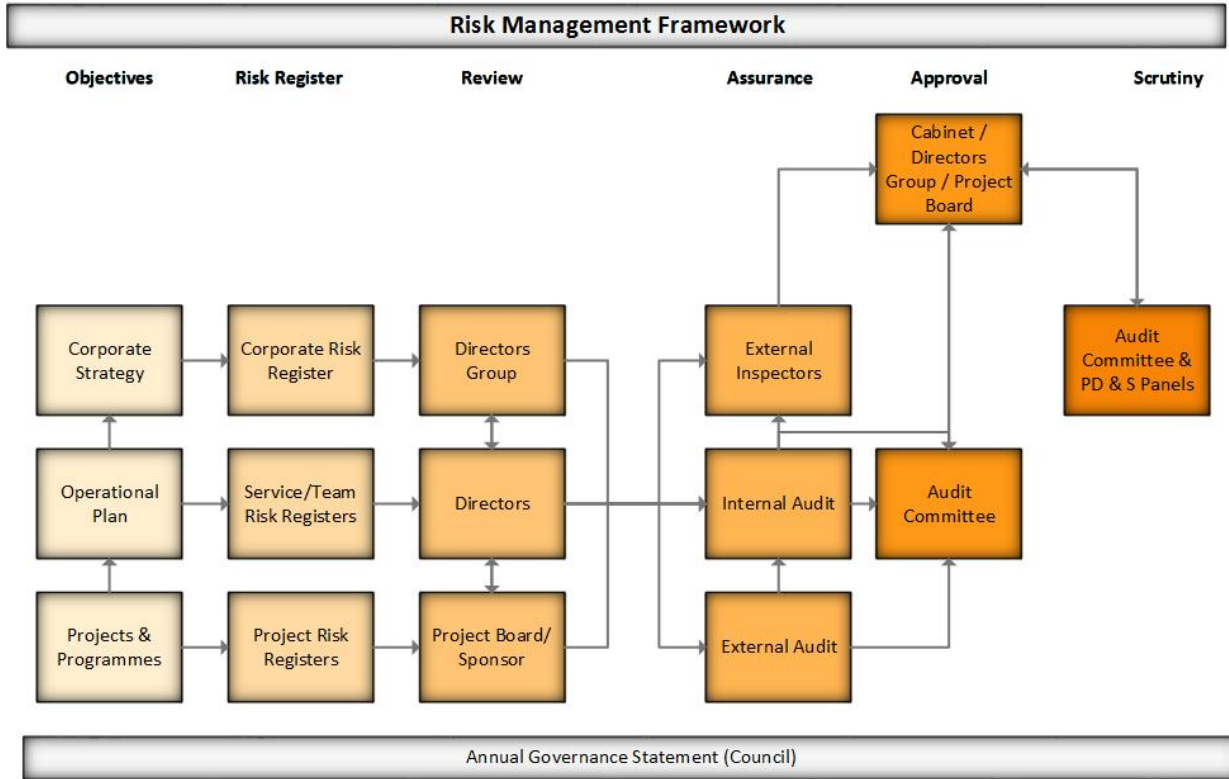 Risk Management Framework
Objectives
Risk Register
Review
Assurance
Approval
Scrutiny
Cabinet /
Directors
Group / Project
Board
Corporate
Strategy
Corporate Risk
Register
Directors
Group
External
Inspectors
Audit
Committee &
PD & S Panels
Operational
Plan
Service/Team
Risk Registers
Directors
Internal Audit
Audit
Committee
Projects &
Programmes
Project Risk
Registers
Project Board/
Sponsor
External Audit
Annual Governance Statement (Council)